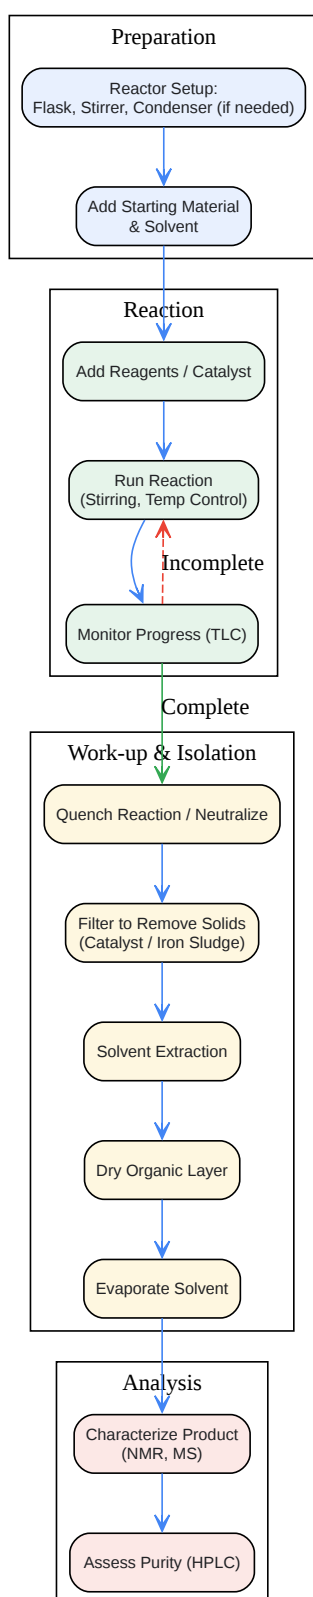 Preparation
Reactor Setup:
Flask, Stirrer, Condenser (if needed)
Add Starting Material
& Solvent
Reaction
Add Reagents / Catalyst
Run Reaction
(Stirring, Temp Control)
Incomplete
Monitor Progress (TLC)
Complete
Work-up & Isolation
Quench Reaction / Neutralize
Filter to Remove Solids
(Catalyst / Iron Sludge)
Solvent Extraction
Dry Organic Layer
Evaporate Solvent
Analysis
Characterize Product
(NMR, MS)
Assess Purity (HPLC)